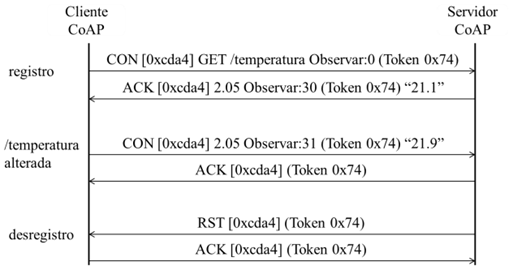 Cliente
CoAP
Servidor
CoAP
CON [0xcda4] GET /temperatura Observar:0 (Token 0x74)
registro
ACK [0xcda4] 2.05 Observar:30 (Token 0x74) “21.1”
/temperatura
alterada
CON [0xcda4] 2.05 Observar:31 (Token 0x74) “21.9”
ACK [0xcda4] (Token 0x74)
RST [0xcda4] (Token 0x74)
desregistro
ACK [0xcda4] (Token 0x74)